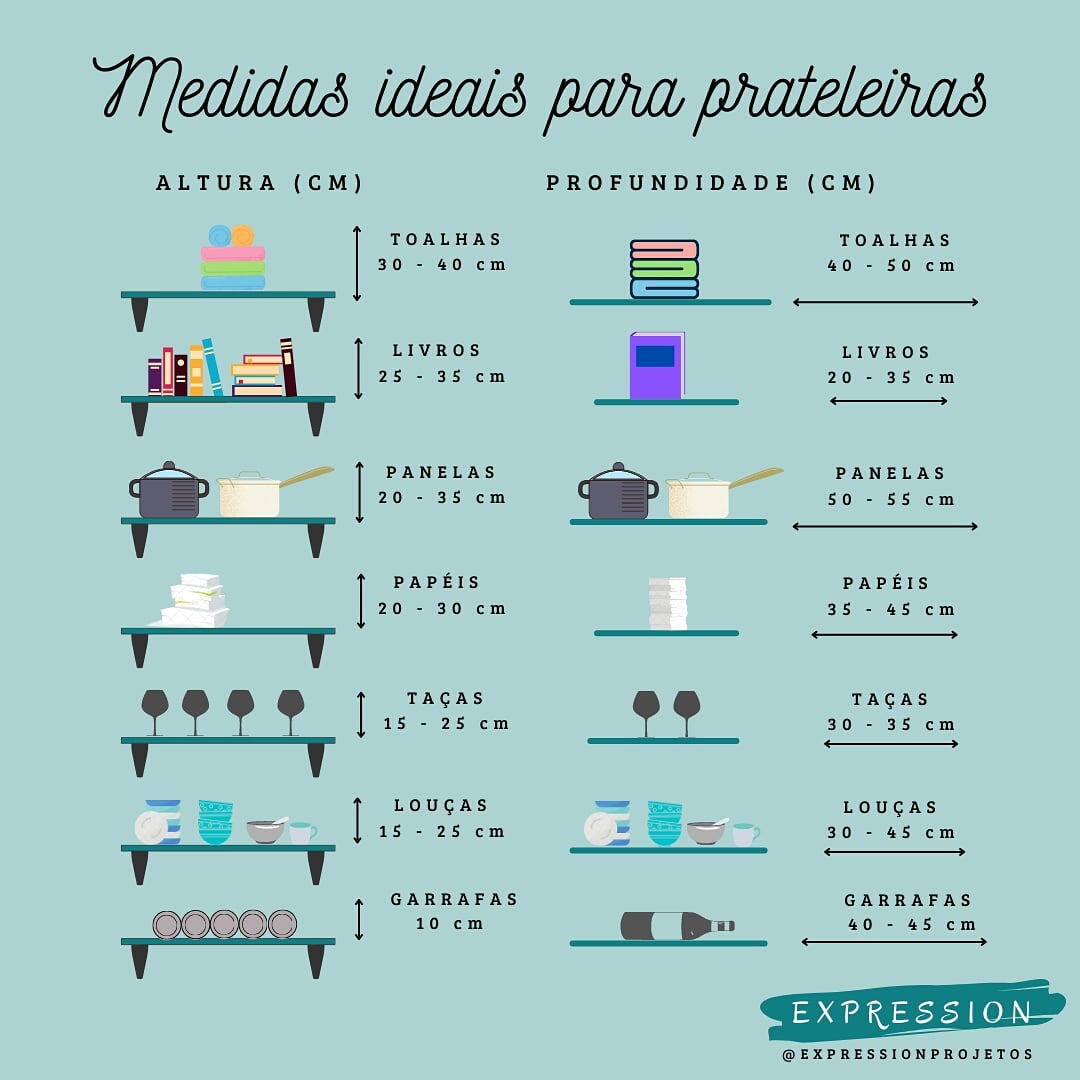 Medidas ideais para prateleiras
ALTURA (CM)
TOALHAS
30 - 40 cm
LIVROS
25 - 35 cm
PANELAS
20 - 35 cm
PAPÉIS
20 - 30 cm
TAÇAS
15 - 25 cm
LOUÇAS
15 - 25 cm
GARRAFAS
10 cm
PROFUNDIDADE (CM)
TOALHAS
40 - 50 cm
LIVROS
20 - 35 cm
PANELAS
50 - 55 cm
PAPÉIS
35 - 45 cm
TAÇAS
30 - 35 cm
LOUÇAS
30 - 45 cm
GARRAFAS
40 - 45 cm
EXPRESSION
@EXPRESSIONPROJETOS